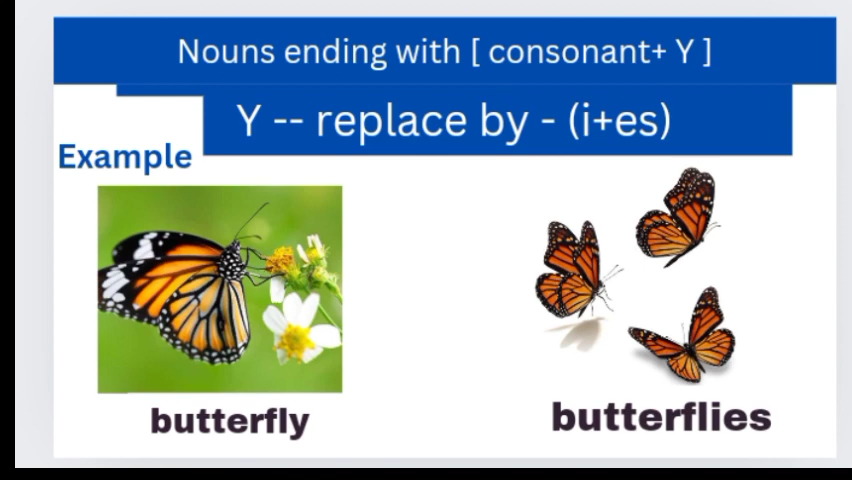 Nouns ending with [ consonant+ Y ]
Y -- replace by - (i+es)
Example
butterfly
butterflies